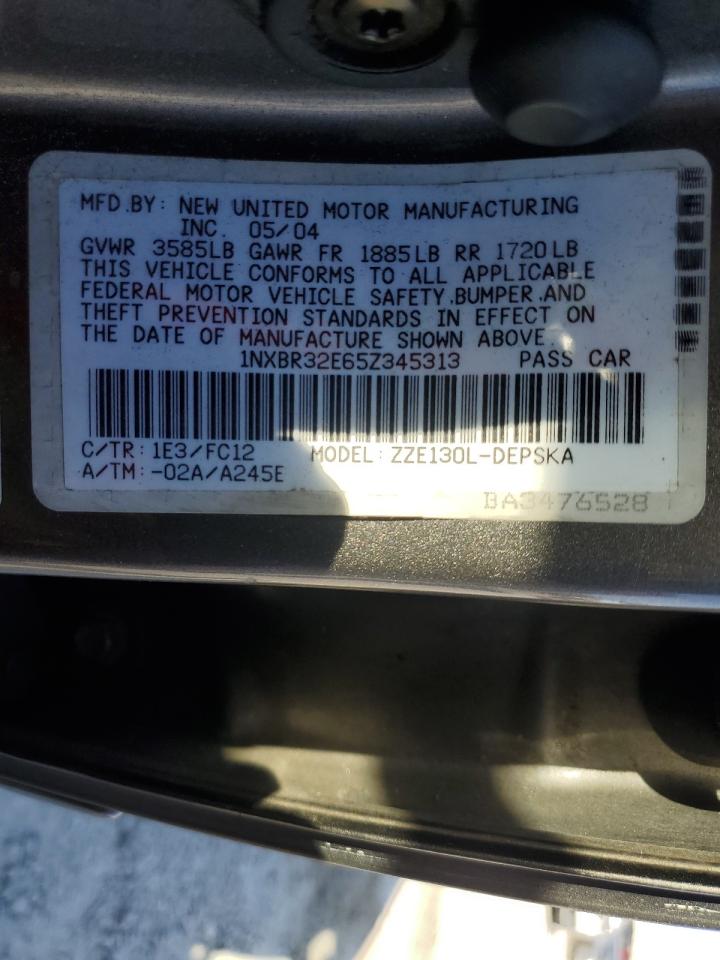 MFD.BY: NEW UNITED MOTOR MANUFACTURING
INC. 05/04
GVWR 3585LB GAWR FR 1885LB RR 1720LB
THIS VEHICLE CONFORMS TO ALL APPLICABLE
FEDERAL MOTOR VEHICLE SAFETY,BUMPER,AND
THEFT PREVENTION STANDARDS IN EFFECT ON
THE DATE OF MANUFACTURE SHOWN ABOVE.
1NXBR32E65Z345313 PASS CAR
C/TR: 1E3/FC12 MODEL: ZZE130L-DEPSKA
A/TM: -02A/A245E
BA3476528